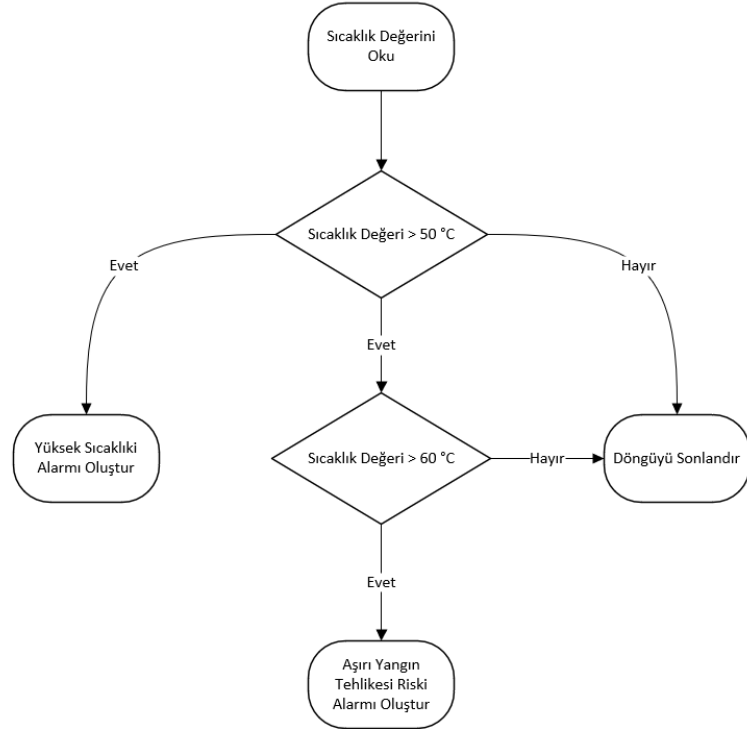 Sıcaklık Değerini
Oku
Sıcaklık Değeri > 50 °C
Evet
Hayır
Evet
Yüksek Sıcaklıki
Alarmı Oluştur
Sıcaklık Değeri > 60 °C
Hayır
Döngüyü Sonlandır
Evet
Aşırı Yangın
Tehlikesi Riski
Alarmı Oluştur